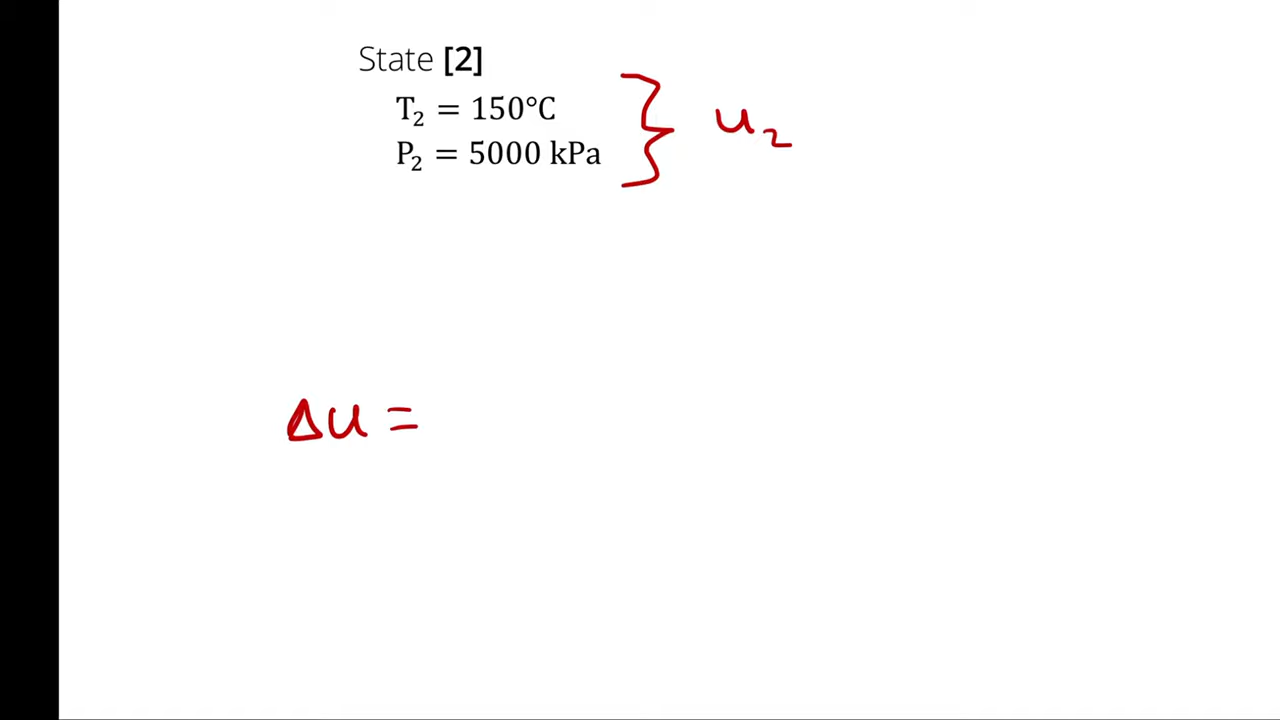 State [2]
T₂ = 150°C
P₂ = 5000 kPa
u₂
Δu =